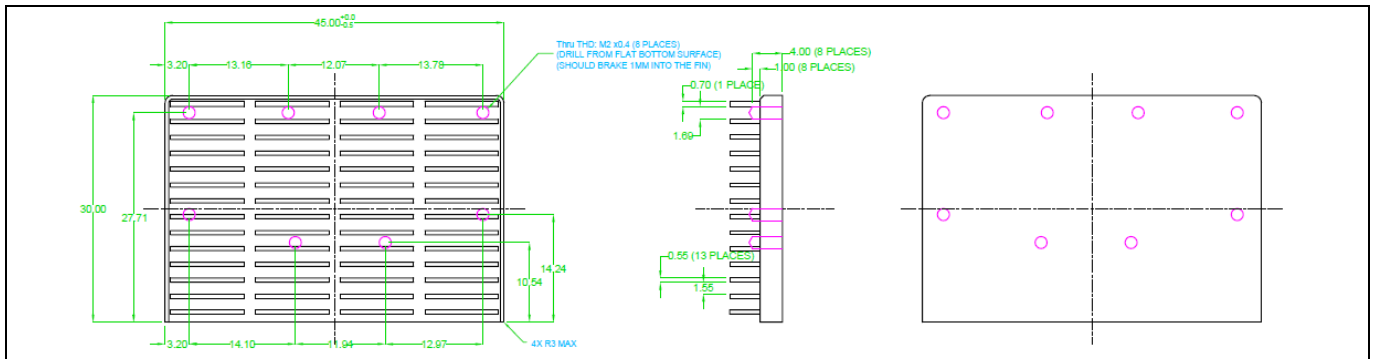 45.00 +0.0 -0.5
Thru THD: M2 x0.4 (8 PLACES)
(DRILL FROM FLAT BOTTOM SURFACE)
(SHOULD BRAKE 1MM INTO THE FIN)
3.20
13.16
12.07
13.78
4.00 (8 PLACES)
1.00 (8 PLACES)
0.70 (1 PLACE)
1.69
30.00
27.71
14.24
10.54
0.55 (13 PLACES)
1.55
3.20
14.10
11.94
12.97
4X R3 MAX